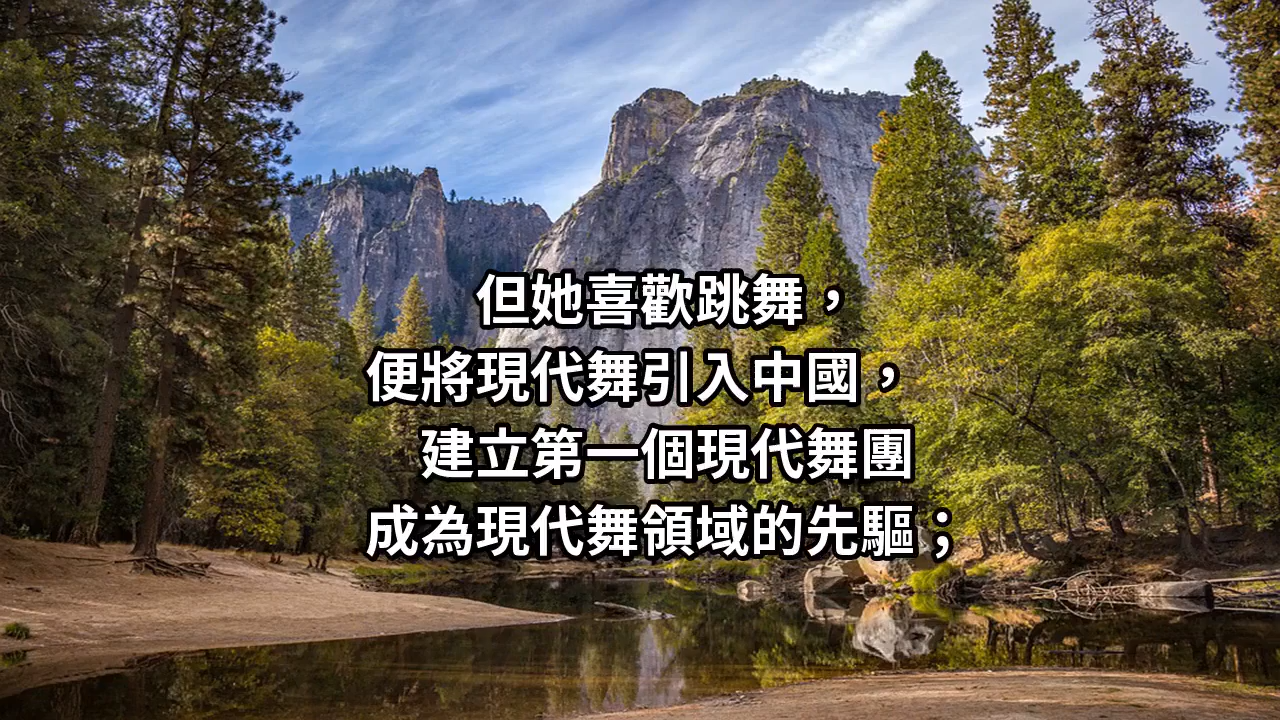 但她喜歡跳舞，
便將現代舞引入中國，
建立第一個現代舞團
成為現代舞領域的先驅；